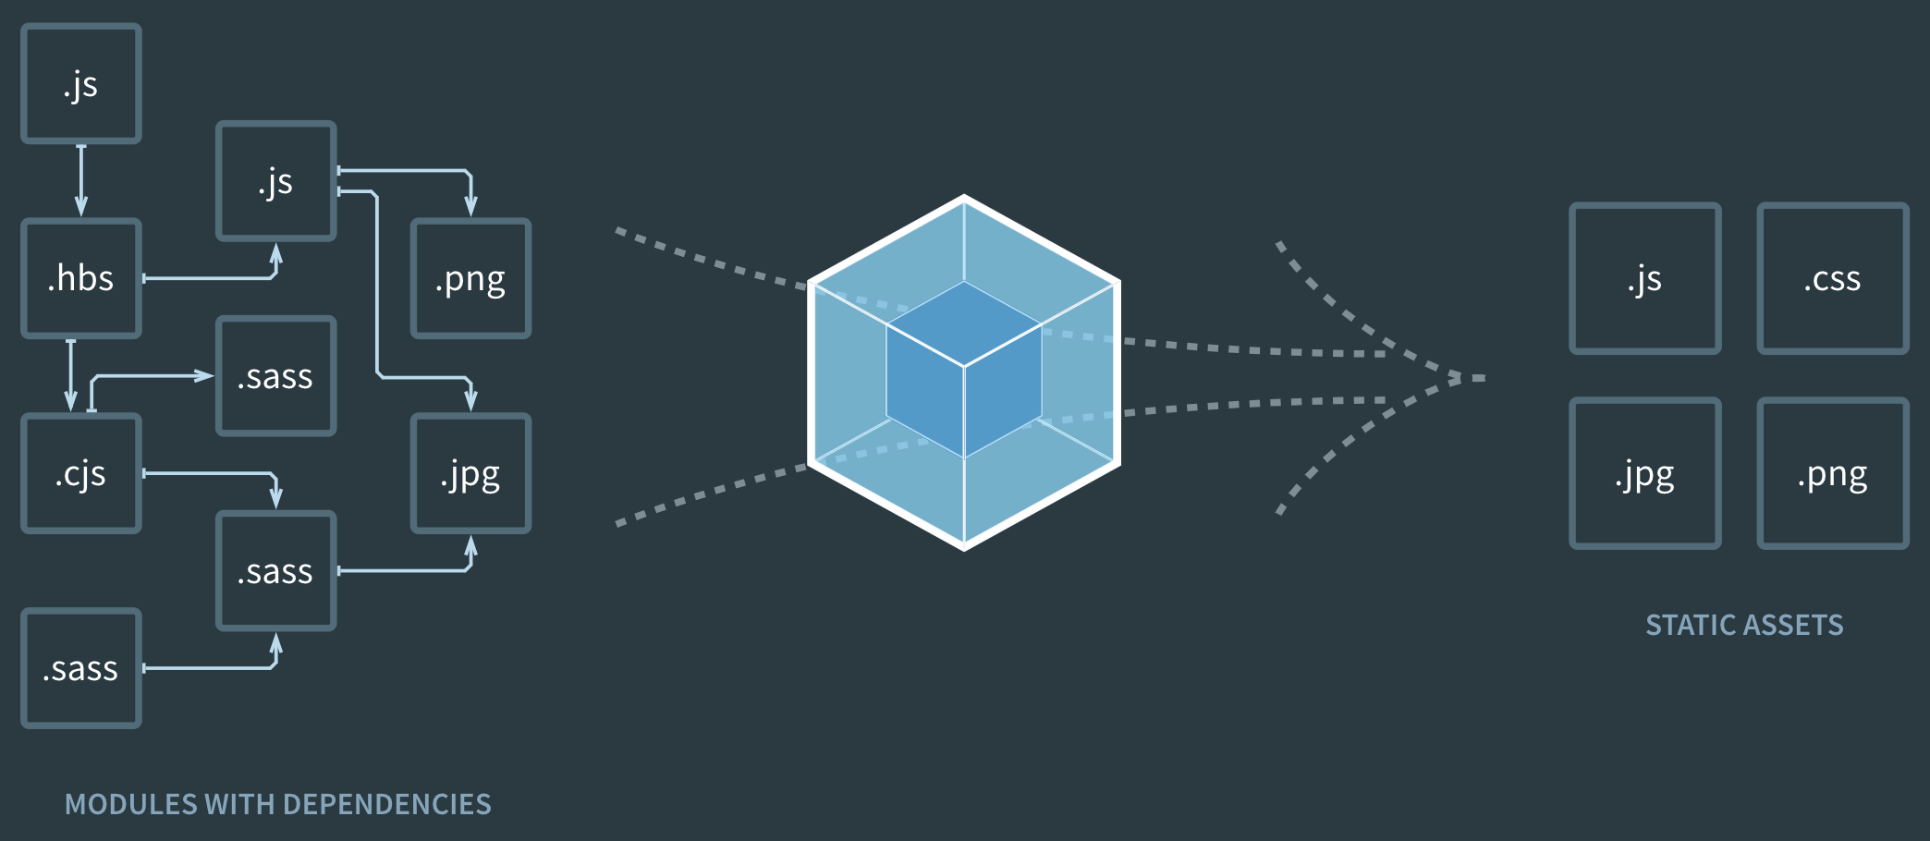 .js
.js
.hbs
.png
.sass
.cjs
.jpg
.sass
.sass
MODULES WITH DEPENDENCIES
.js
.css
.jpg
.png
STATIC ASSETS